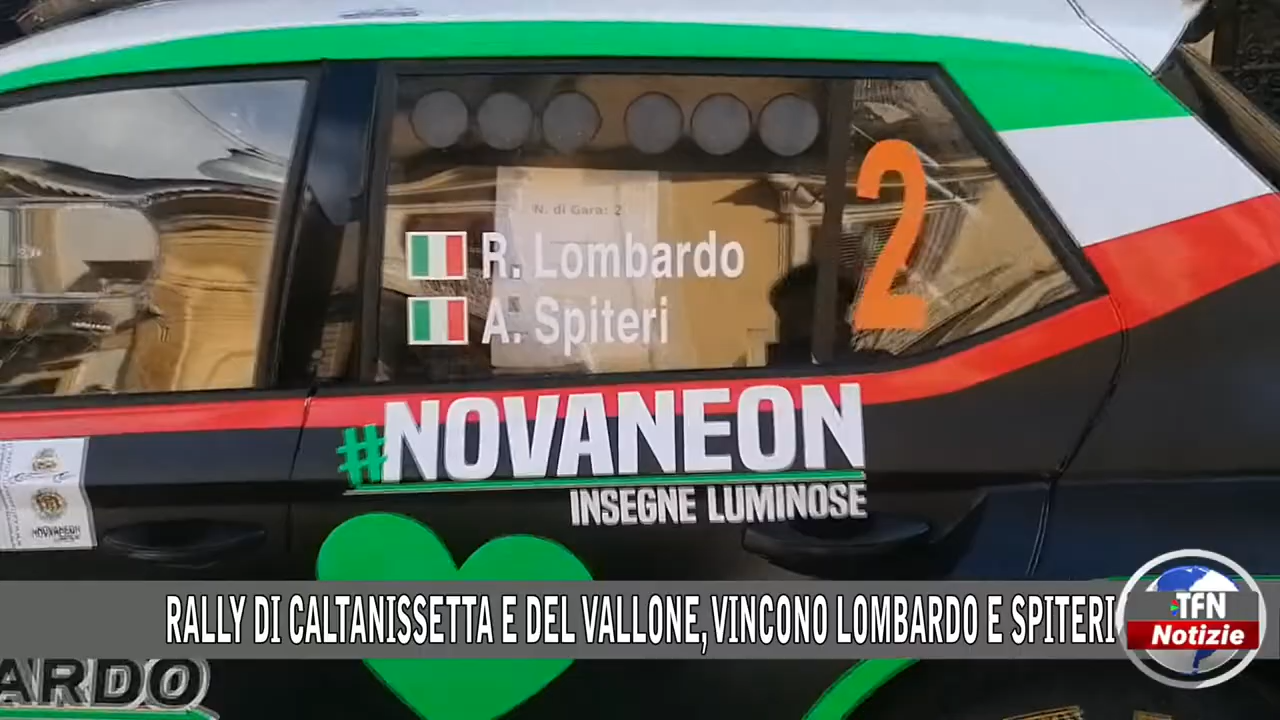 N. di Gara: 2
R. Lombardo
A. Spiteri
2
#NOVANEON
INSEGNE LUMINOSE
NOVANEON
RALLY DI CALTANISSETTA E DEL VALLONE, VINCONO LOMBARDO E SPITERI
TFN
Notizie
ARDO